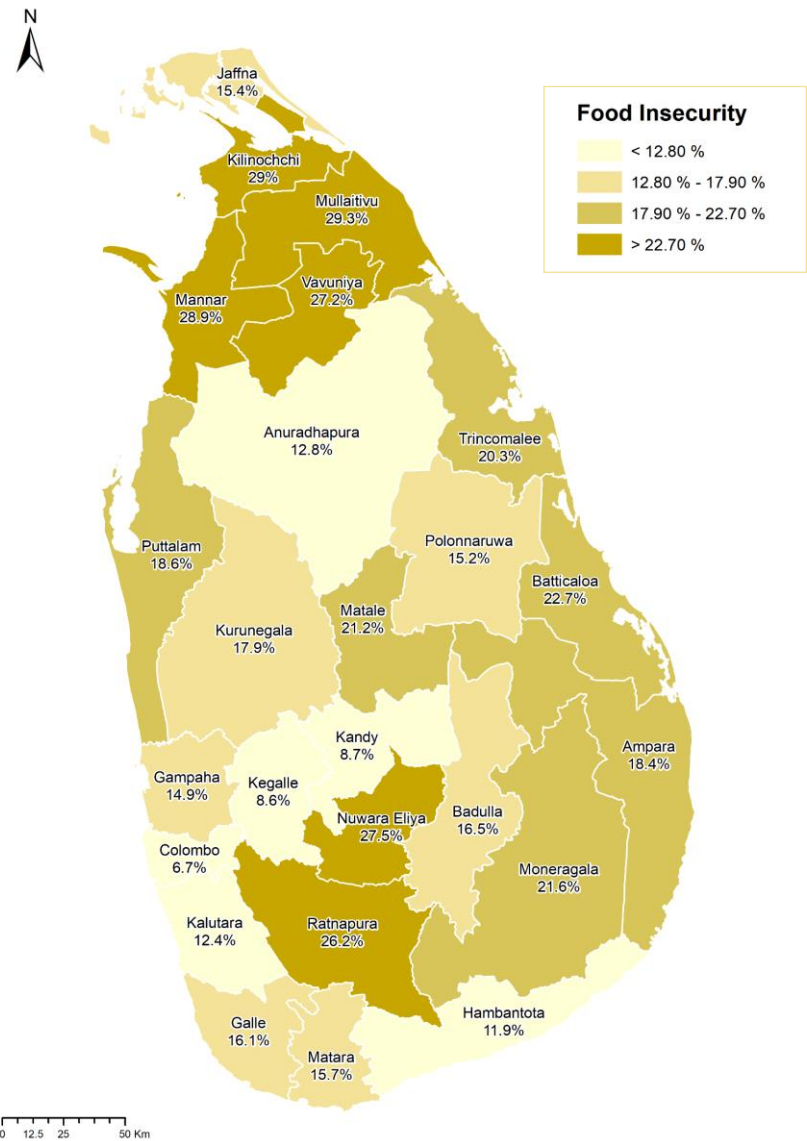 N
Jaffna
15.4%
Food Insecurity
< 12.80 %
12.80 % - 17.90 %
17.90 % - 22.70 %
> 22.70 %
Kilinochchi
29%
Mullaitivu
29.3%
Vavuniya
27.2%
Mannar
28.9%
Anuradhapura
12.8%
Trincomalee
20.3%
Polonnaruwa
15.2%
Puttalam
18.6%
Batticaloa
22.7%
Matale
21.2%
Kurunegala
17.9%
Kandy
8.7%
Ampara
18.4%
Gampaha
14.9%
Kegalle
8.6%
Nuwara Eliya
27.5%
Badulla
16.5%
Colombo
6.7%
Moneragala
21.6%
Kalutara
12.4%
Ratnapura
26.2%
Hambantota
11.9%
Galle
16.1%
Matara
15.7%
0 12.5 25 50 Km